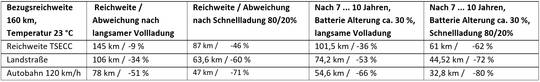 Bezugsreichweite 160 km, Temperatur 23 °C | Reichweite / Abweichung nach langsamer Vollladung | Reichweite / Abweichung nach Schnellladung 80/20% | Nach 7 ... 10 Jahren, Batterie Alterung ca. 30 %, langsame Vollladung | Nach 7 ... 10 Jahren, Batterie Alterung ca. 30 %, Schnellladung 80/20%
Reichweite TSECC | 145 km / -9 % | 87 km / -46 % | 101,5 km / -36 % | 61 km / -62 %
Landstraße | 106 km / -34 % | 63,6 km / -60 % | 74,2 km / -53 % | 44,52 km / -72 %
Autobahn 120 km/h | 78 km / -51 % | 47 km / -71% | 54,6 km / -66 % | 32,8 km / -80%